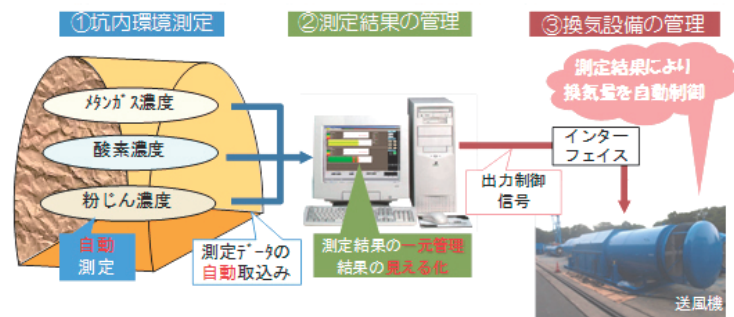 ①坑内環境測定
②測定結果の管理
③換気設備の管理
測定結果により
換気量を自動制御
ﾒﾀﾝｶﾞｽ濃度
酸素濃度
粉じん濃度
自動
測定
測定ﾃﾞｰﾀの
自動取込み
測定結果の一元管理
結果の見える化
出力制御
信号
インター
フェイス
送風機